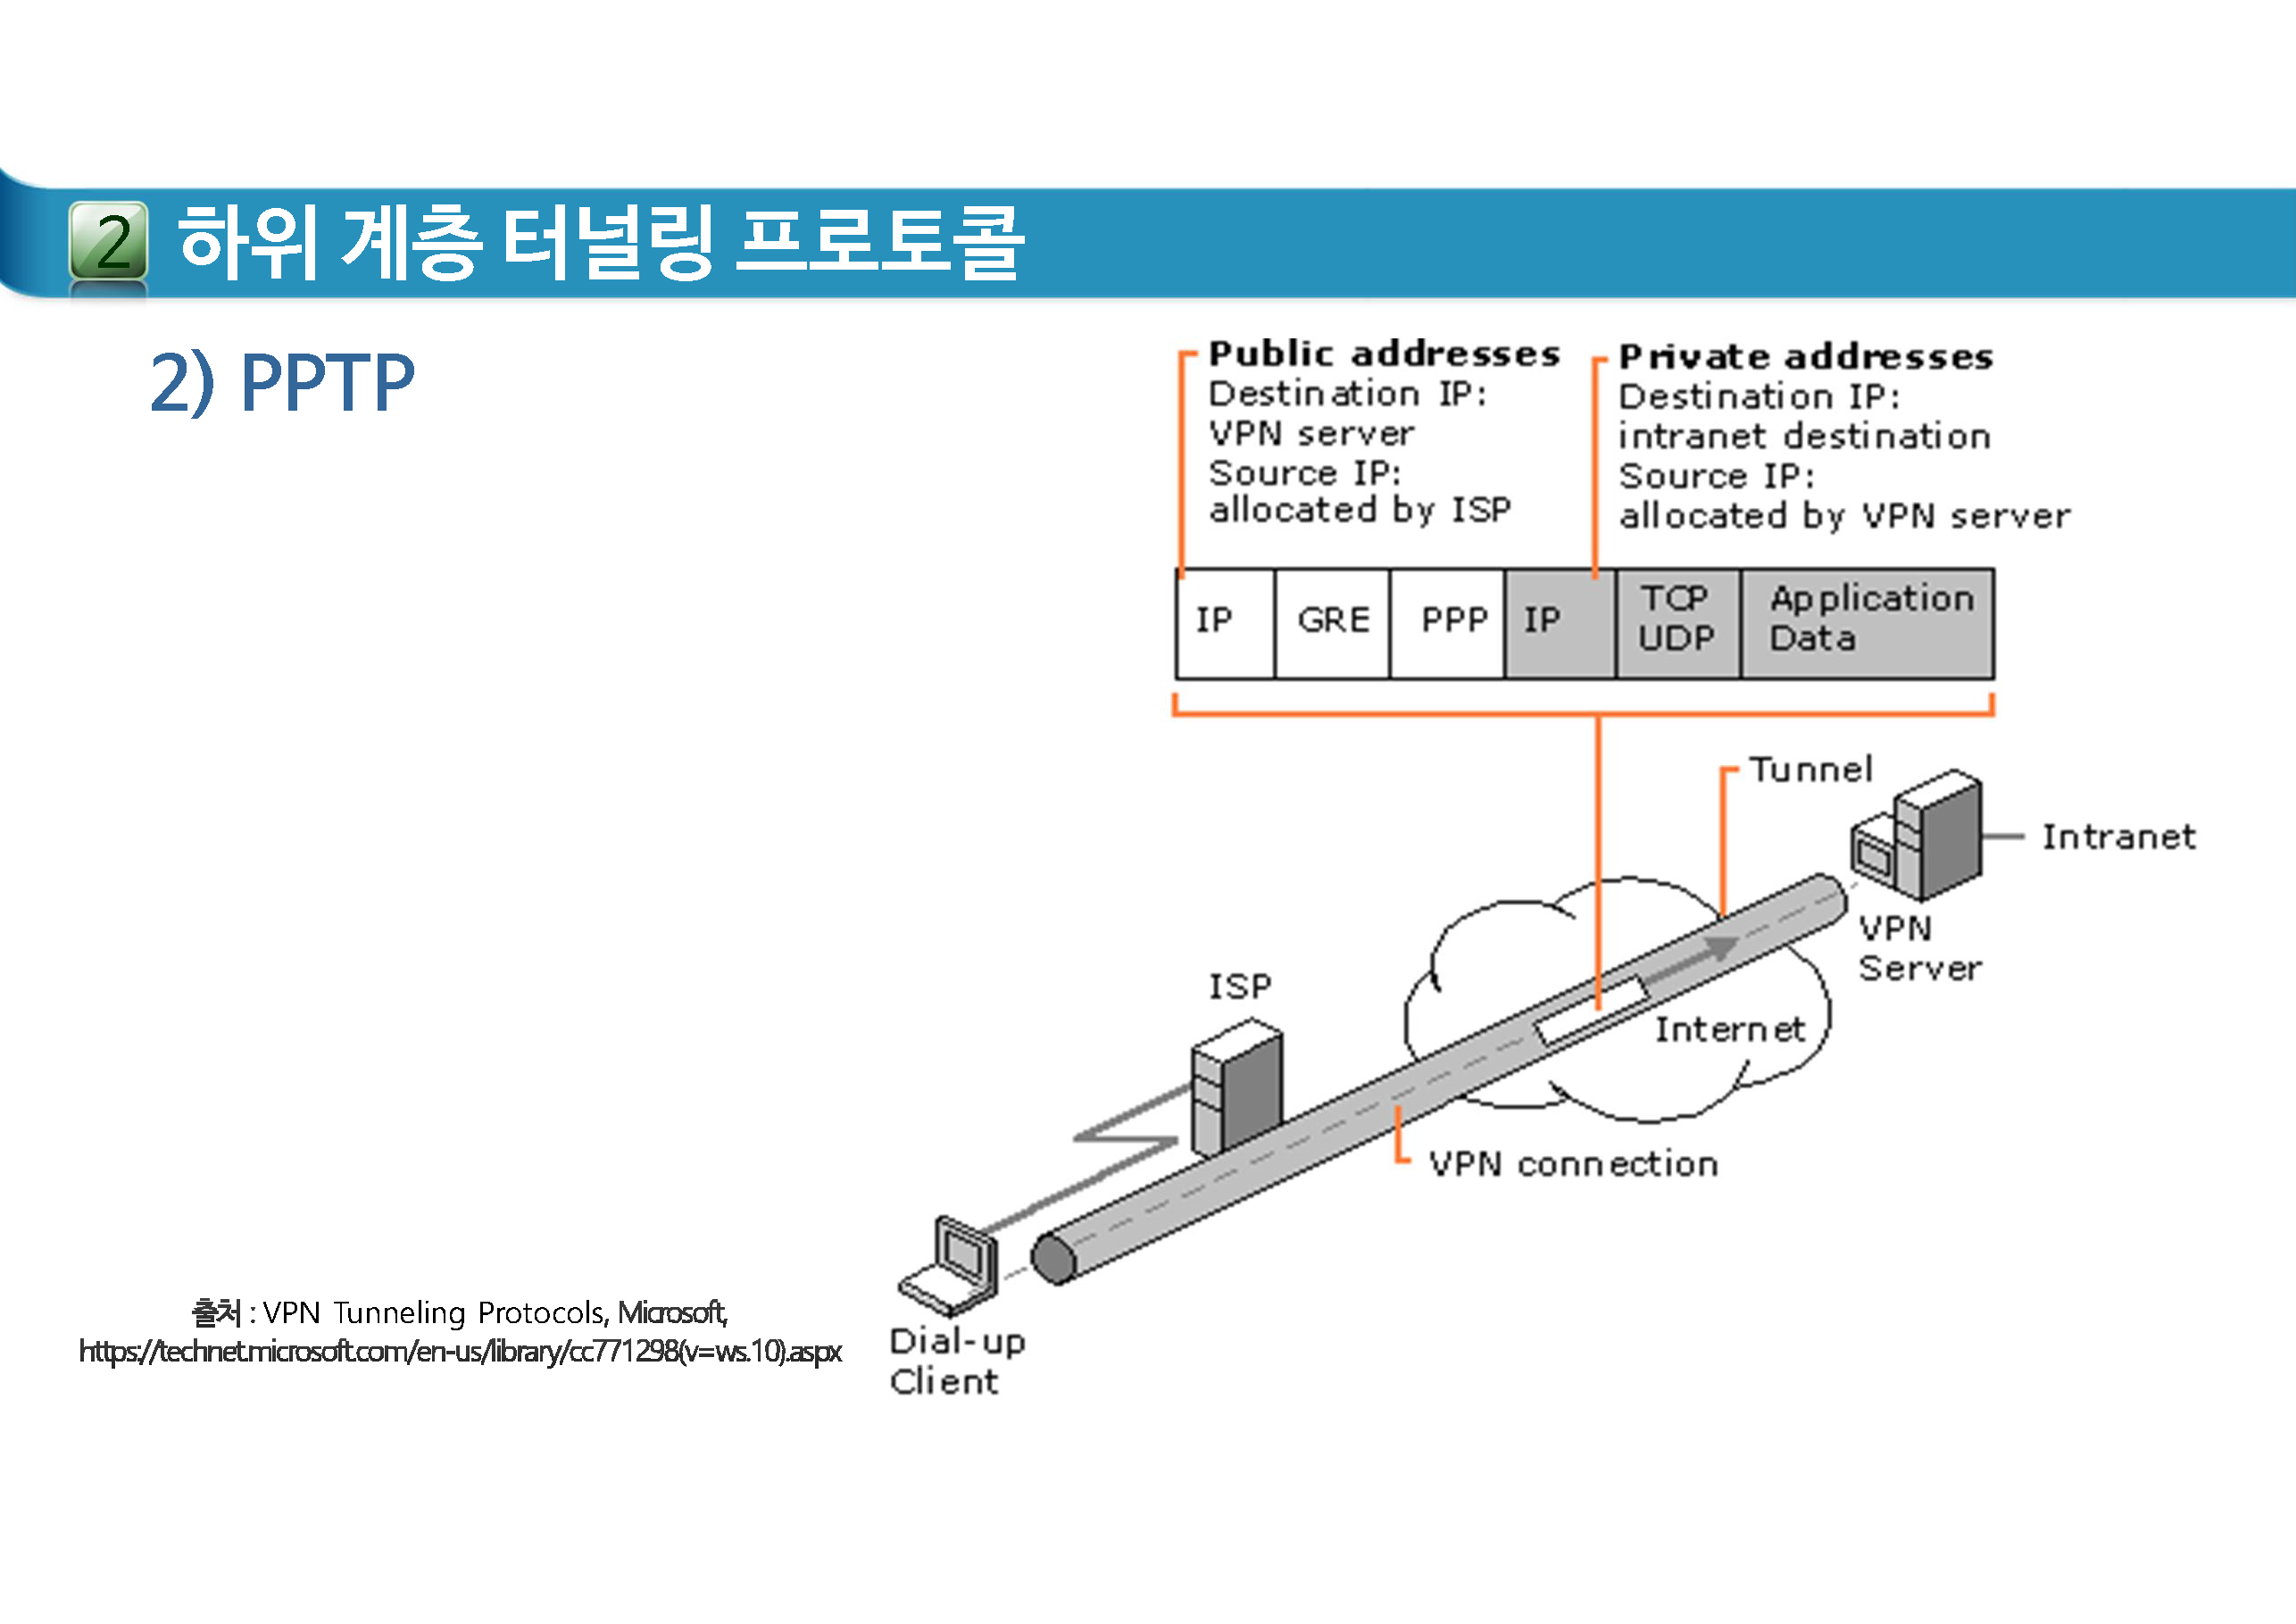 2 하위 계층 터널링 프로토콜
2) PPTP
Public addresses
Destination IP:
VPN server
Source IP:
allocated by ISP
Private addresses
Destination IP:
intranet destination
Source IP:
allocated by VPN server
IP GRE PPP IP TCP UDP Application Data
Tunnel
Intranet
VPN
Server
ISP
Internet
VPN connection
Dial-up
Client
출처 : VPN Tunneling Protocols, Microsoft,
https://technet.microsoft.com/en-us/library/cc771298(v=ws.10).aspx